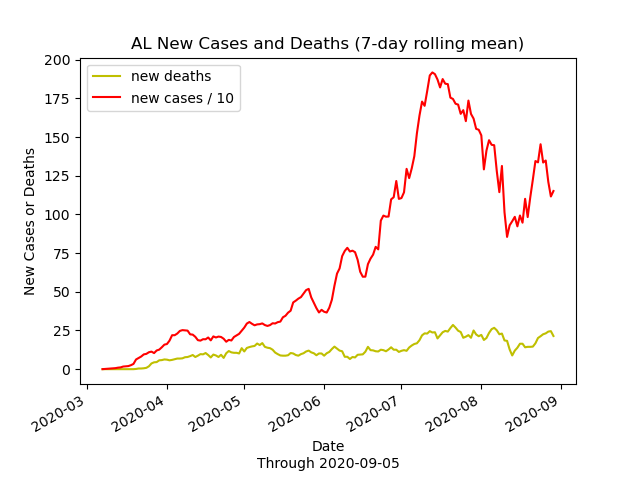 AL New Cases and Deaths (7-day rolling mean)
new deaths
new cases / 10
200
175
150
125
100
75
50
25
0
New Cases or Deaths
2020-03
2020-04
2020-05
2020-06
2020-07
2020-08
2020-09
Date
Through 2020-09-05